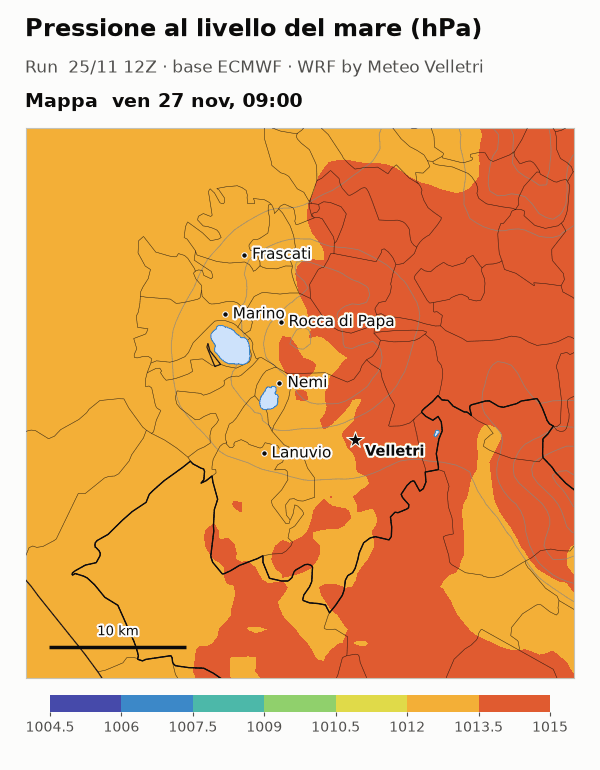 Pressione al livello del mare (hPa)
Run  25/11 12Z · base ECMWF · WRF by Meteo Velletri
Mappa  ven 27 nov, 09:00
Frascati
Marino
Rocca di Papa
Nemi
Velletri
Lanuvio
10 km
1004.5 1006 1007.5 1009 1010.5 1012 1013.5 1015